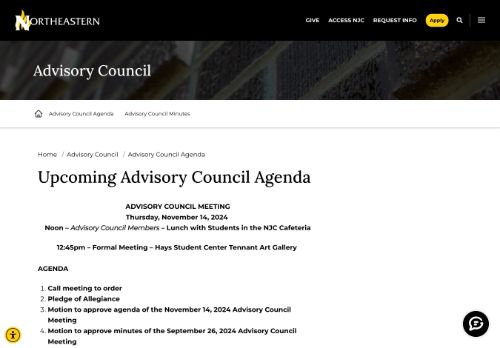 NORTHEASTERN
GIVE ACCESS NJC REQUEST INFO Apply
Advisory Council
Advisory Council Agenda Advisory Council Minutes
Home / Advisory Council / Advisory Council Agenda
Upcoming Advisory Council Agenda
ADVISORY COUNCIL MEETING
Thursday, November 14, 2024
Noon – Advisory Council Members – Lunch with Students in the NJC Cafeteria
12:45pm – Formal Meeting – Hays Student Center Tennant Art Gallery
AGENDA
1. Call meeting to order
2. Pledge of Allegiance
3. Motion to approve agenda of the November 14, 2024 Advisory Council
Meeting
4. Motion to approve minutes of the September 26, 2024 Advisory Council
Meeting